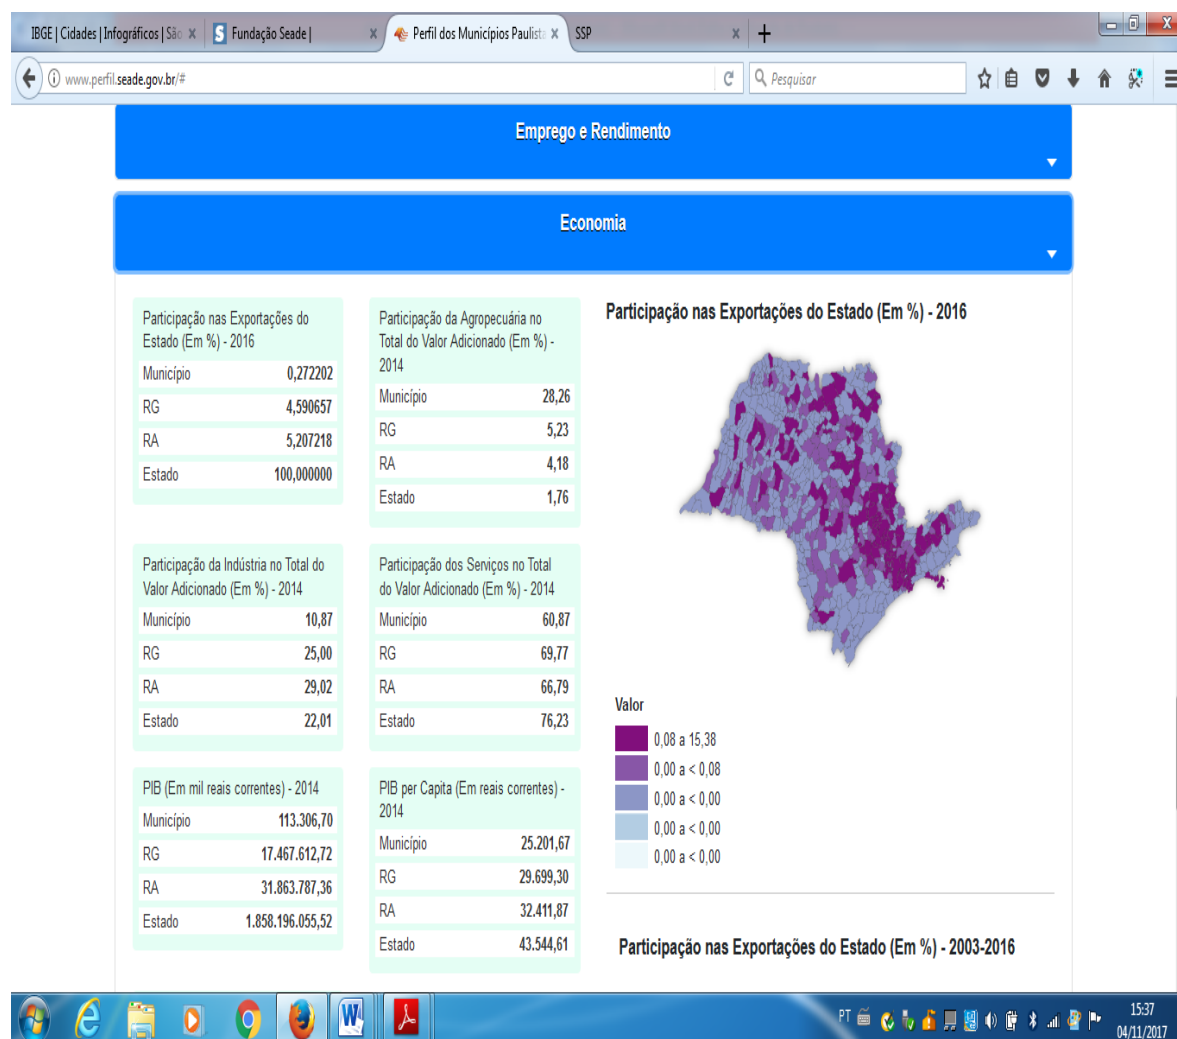 IBGE | Cidades | Infográficos | São
Fundação Seade |
Perfil dos Municípios Paulista
SSP
www.perfil.seade.gov.br/#
Pesquisar
Emprego e Rendimento
Economia
Participação nas Exportações do
Estado (Em %) - 2016
Município 0,272202
RG 4,590657
RA 5,207218
Estado 100,000000
Participação da Agropecuária no
Total do Valor Adicionado (Em %) -
2014
Município 28,26
RG 5,23
RA 4,18
Estado 1,76
Participação da Indústria no Total do
Valor Adicionado (Em %) - 2014
Município 10,87
RG 25,00
RA 29,02
Estado 22,01
Participação dos Serviços no Total
do Valor Adicionado (Em %) - 2014
Município 60,87
RG 69,77
RA 66,79
Estado 76,23
PIB (Em mil reais correntes) - 2014
Município 113.306,70
RG 17.467.612,72
RA 31.863.787,36
Estado 1.858.196.055,52
PIB per Capita (Em reais correntes) -
2014
Município 25.201,67
RG 29.699,30
RA 32.411,87
Estado 43.544,61
Participação nas Exportações do Estado (Em %) - 2016
Valor
0,08 a 15,38
0,00 a < 0,08
0,00 a < 0,00
0,00 a < 0,00
0,00 a < 0,00
Participação nas Exportações do Estado (Em %) - 2003-2016
PT
15:37
04/11/2017